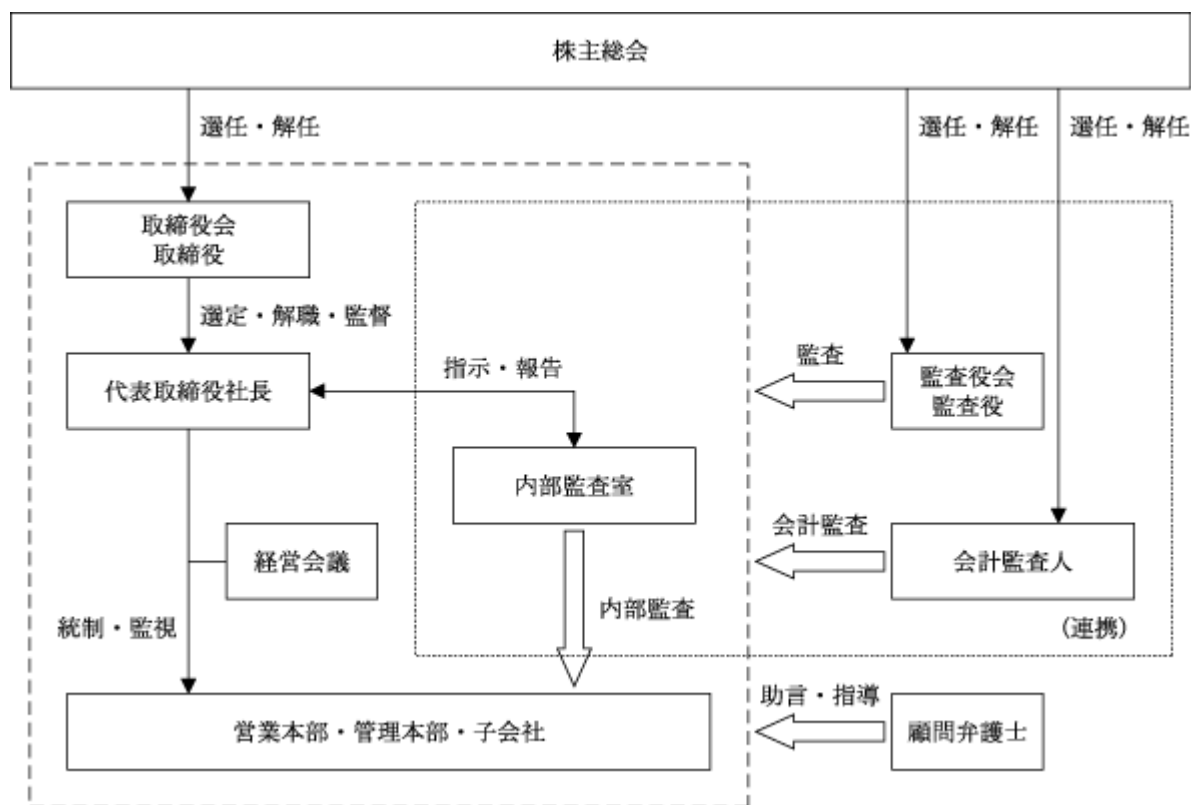 株主総会
選任・解任
選任・解任
選任・解任
取締役会
取締役
選定・解職・監督
代表取締役社長
指示・報告
監査
監査役会
監査役
内部監査室
経営会議
会計監査
会計監査人
統制・監視
内部監査
(連携)
営業本部・管理本部・子会社
助言・指導
顧問弁護士